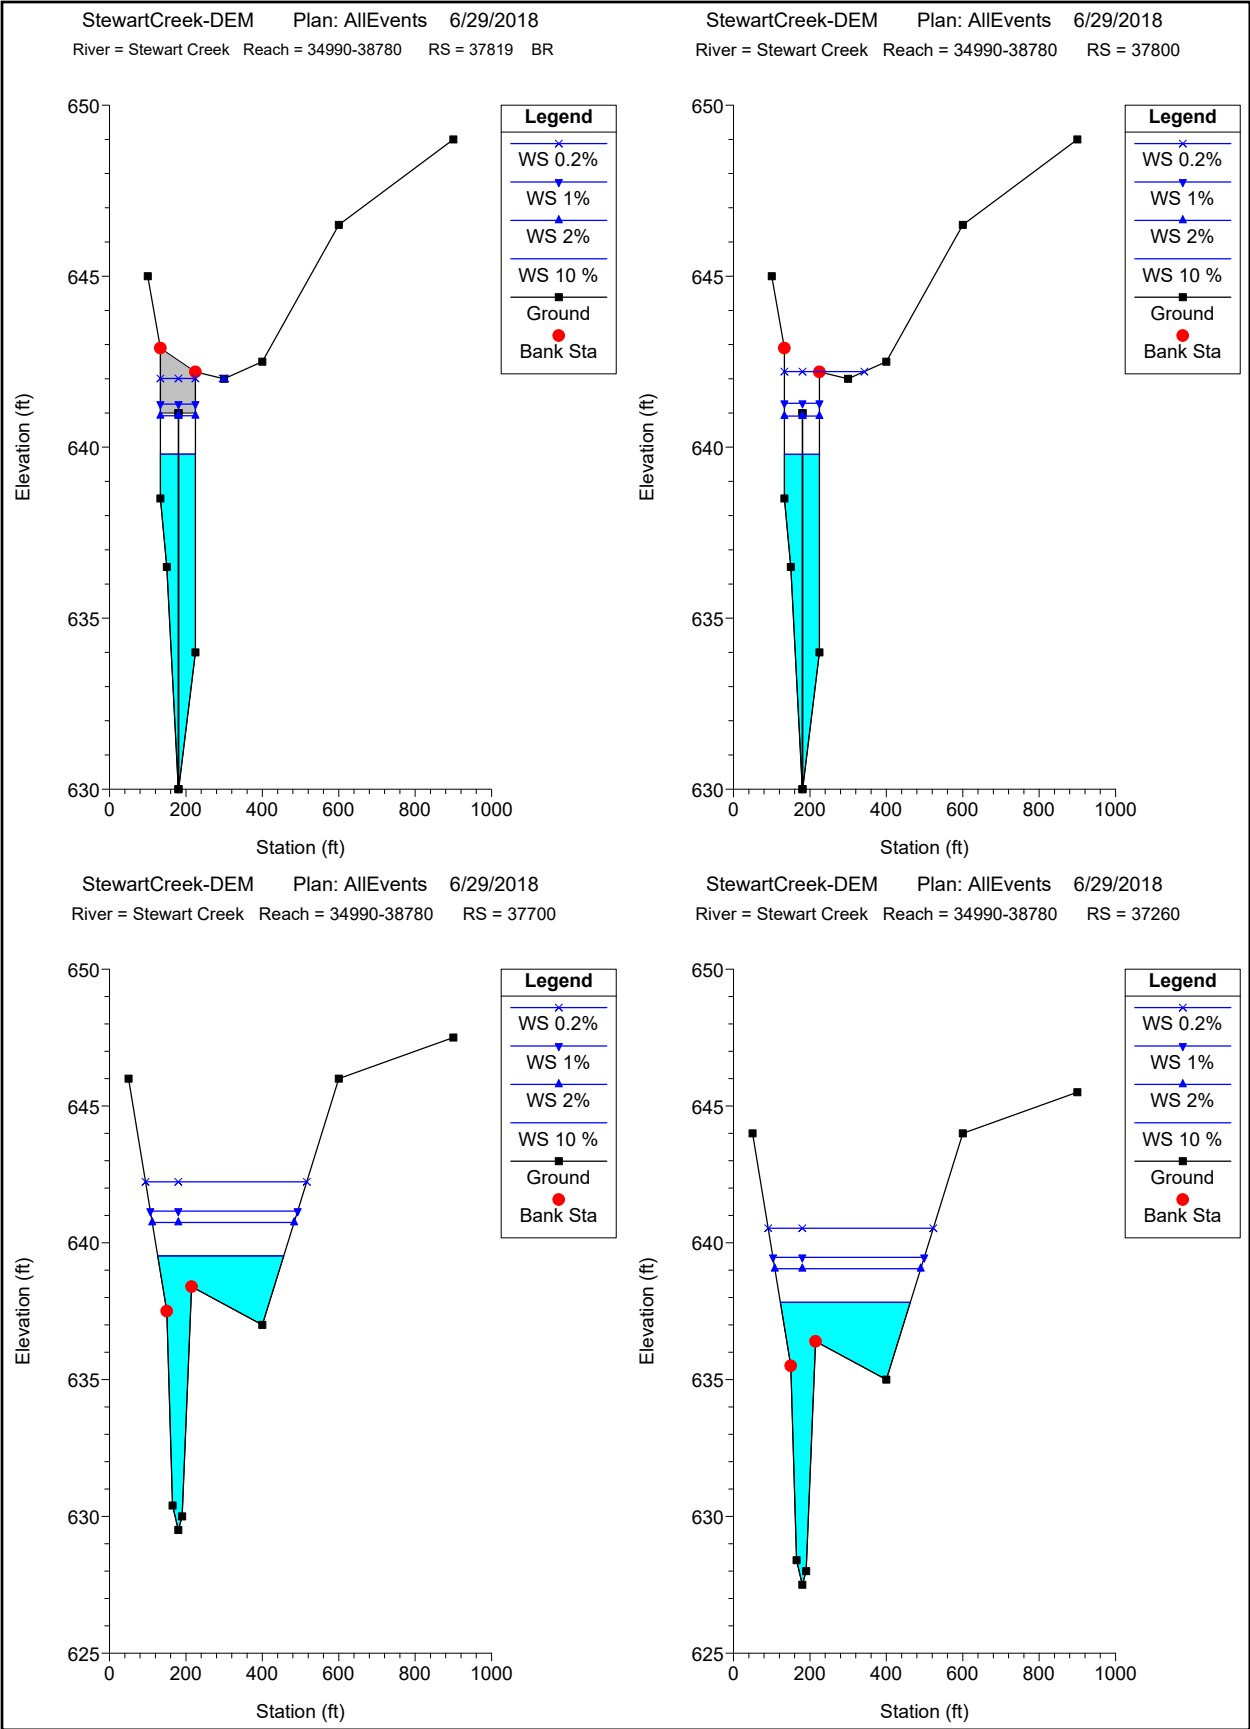 StewartCreek-DEM Plan: AllEvents 6/29/2018
River = Stewart Creek Reach = 34990-38780 RS = 37819 BR
650
645
640
635
630
Elevation (ft)
0 200 400 600 800 1000
Station (ft)
Legend
WS 0.2%
WS 1%
WS 2%
WS 10 %
Ground
Bank Sta
StewartCreek-DEM Plan: AllEvents 6/29/2018
River = Stewart Creek Reach = 34990-38780 RS = 37800
650
645
640
635
630
Elevation (ft)
0 200 400 600 800 1000
Station (ft)
Legend
WS 0.2%
WS 1%
WS 2%
WS 10 %
Ground
Bank Sta
StewartCreek-DEM Plan: AllEvents 6/29/2018
River = Stewart Creek Reach = 34990-38780 RS = 37700
650
645
640
635
630
625
Elevation (ft)
0 200 400 600 800 1000
Station (ft)
Legend
WS 0.2%
WS 1%
WS 2%
WS 10 %
Ground
Bank Sta
StewartCreek-DEM Plan: AllEvents 6/29/2018
River = Stewart Creek Reach = 34990-38780 RS = 37260
650
645
640
635
630
625
Elevation (ft)
0 200 400 600 800 1000
Station (ft)
Legend
WS 0.2%
WS 1%
WS 2%
WS 10 %
Ground
Bank Sta